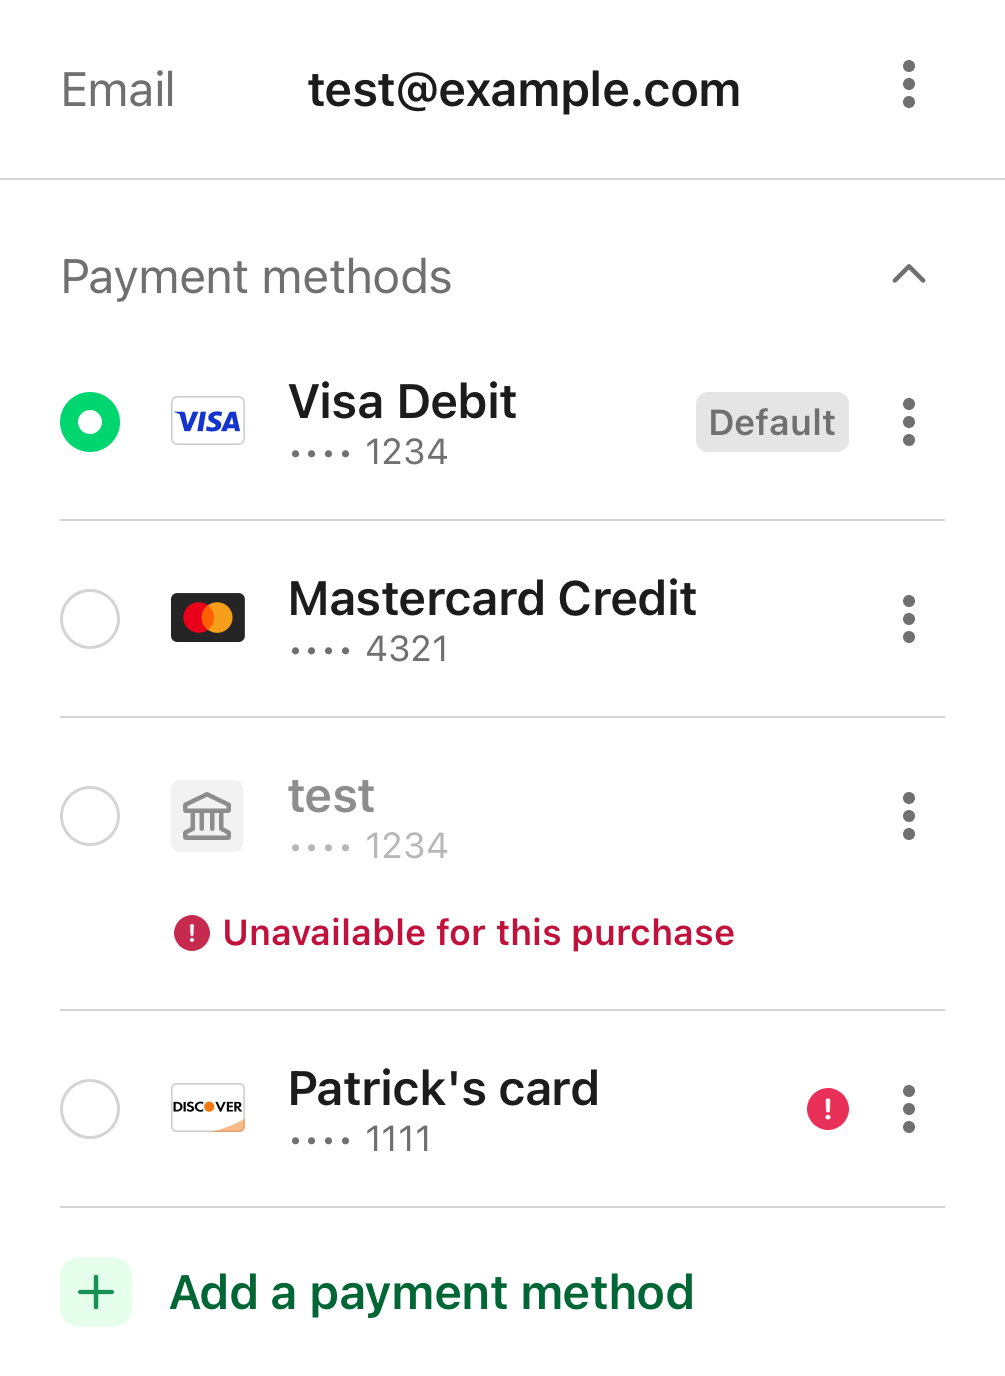 Email test@example.com
Payment methods
VISA Visa Debit Default
•••• 1234
Mastercard Credit
•••• 4321
test
•••• 1234
! Unavailable for this purchase
DISCOVER Patrick's card !
•••• 1111
+ Add a payment method